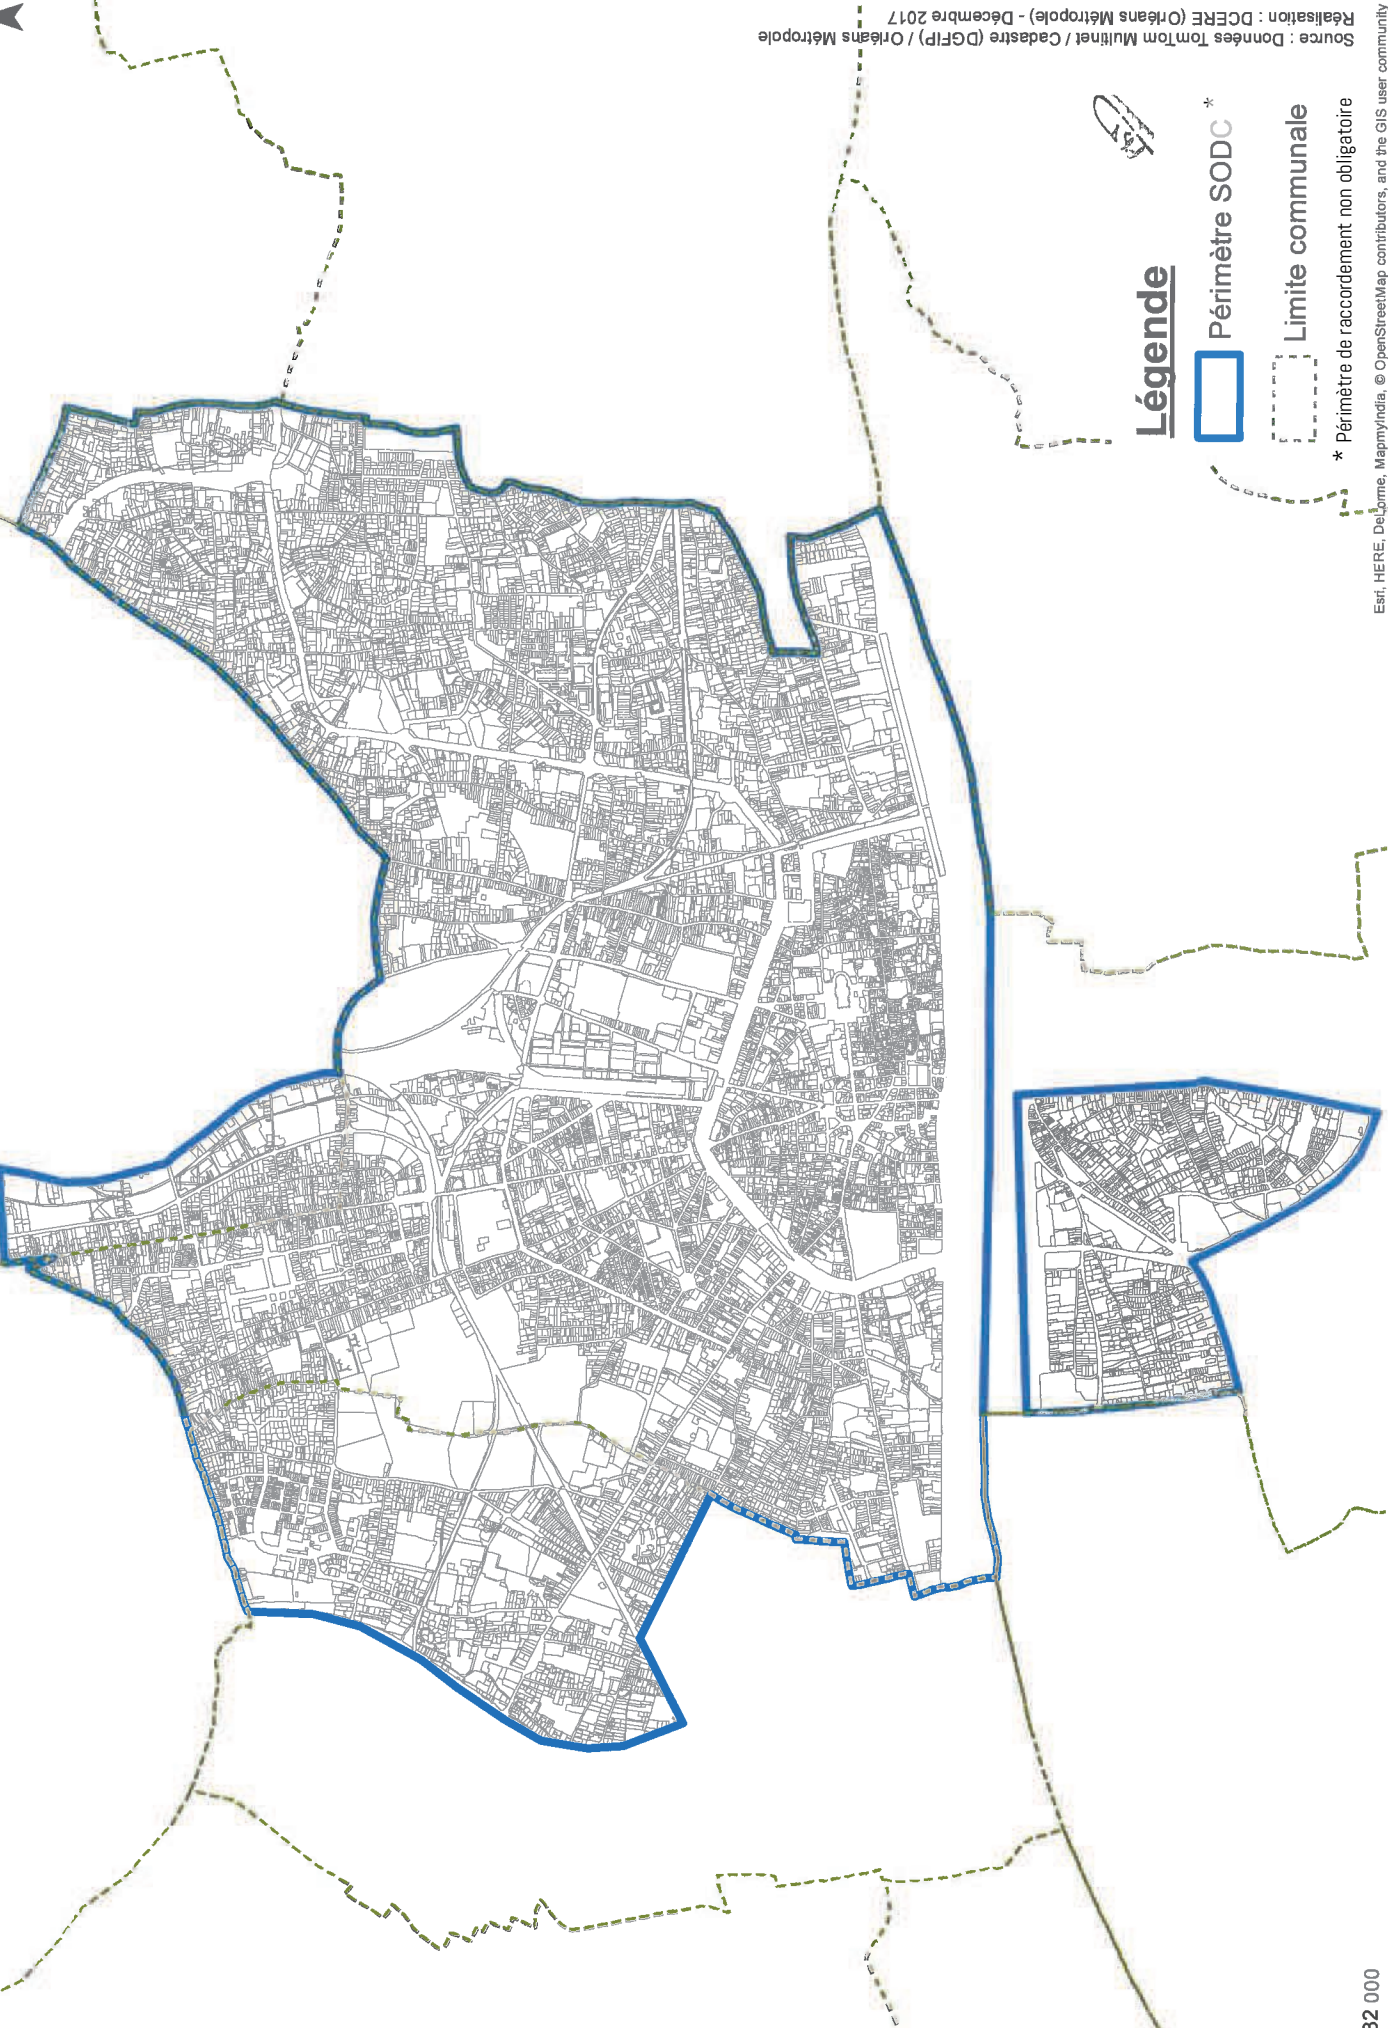 Source : Données TomTom Multinet / Cadastre (DGFIP) / Orléans Métropole
Réalisation : DCERE (Orléans Métropole) - Décembre 2017
Légende
Périmètre SODC *
Limite communale
* Périmètre de raccordement non obligatoire
Esri, HERE, DeLorme, MapmyIndia, © OpenStreetMap contributors, and the GIS user community
32 000